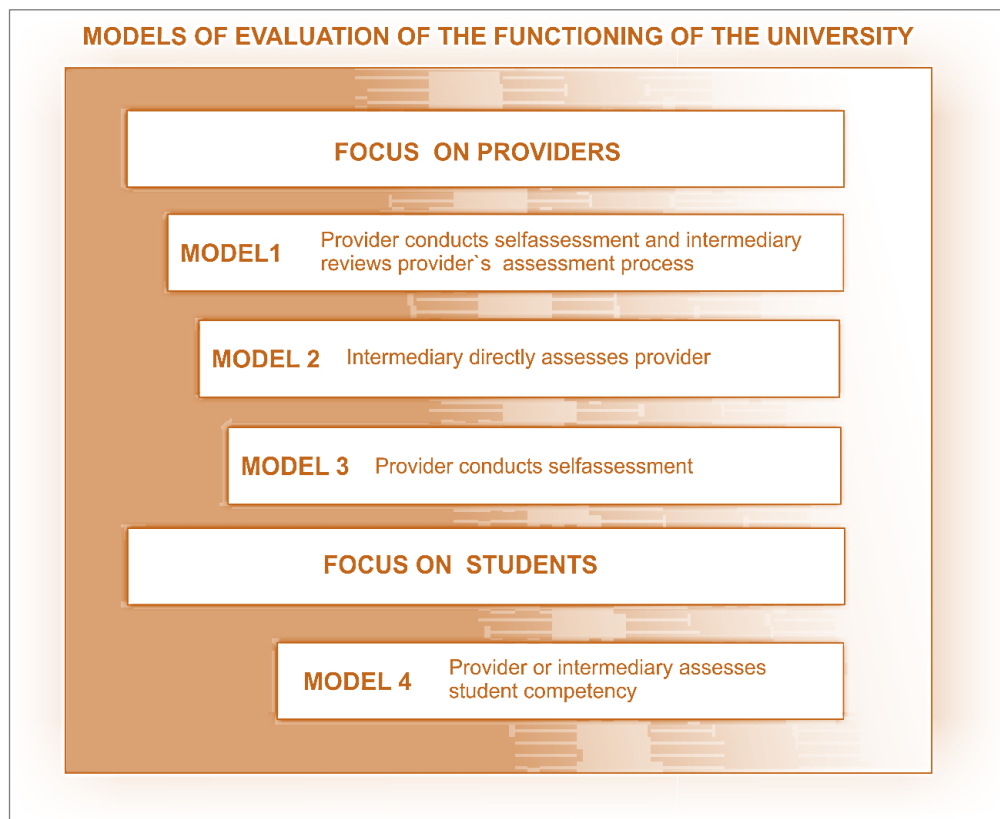 MODELS OF EVALUATION OF THE FUNCTIONING OF THE UNIVERSITY
FOCUS ON PROVIDERS
MODEL1
Provider conducts selfassessment and intermediary
reviews provider`s assessment process
MODEL 2
Intermediary directly assesses provider
MODEL 3
Provider conducts selfassessment
FOCUS ON STUDENTS
MODEL 4
Provider or intermediary assesses
student competency